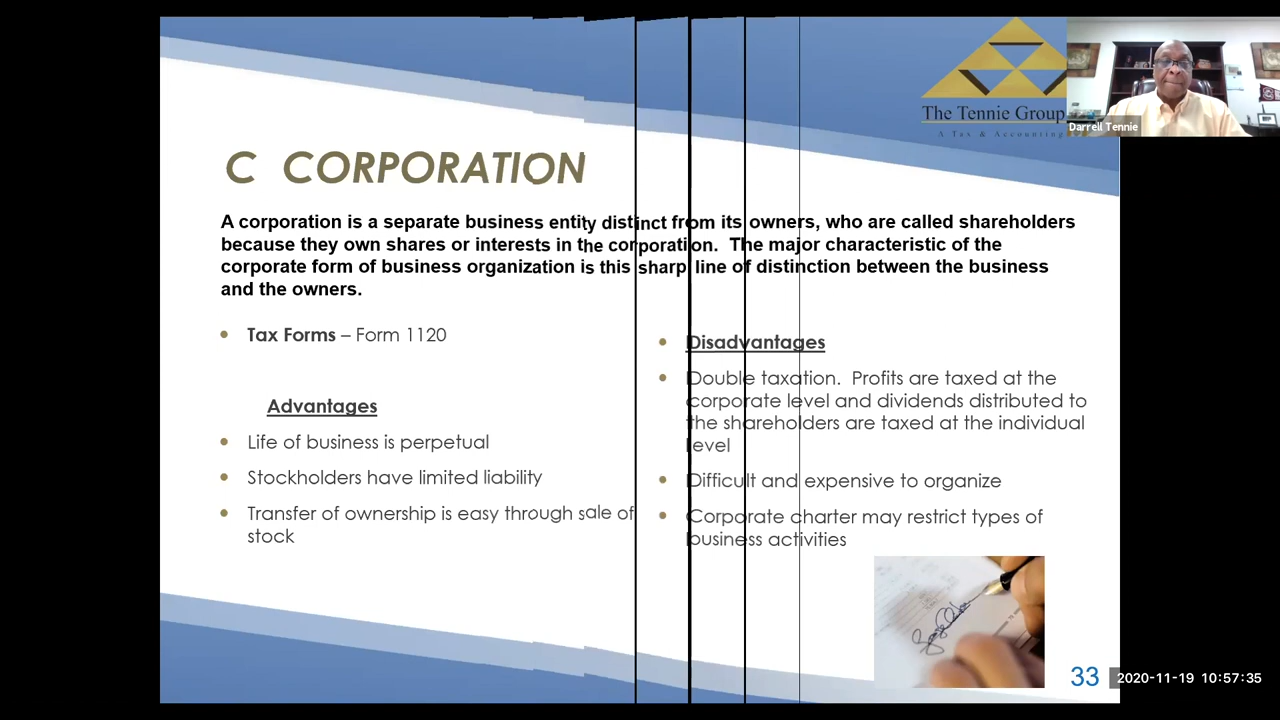 The Tennie Group
A Tax & Accounting
Darrell Tennie
C CORPORATION
A corporation is a separate business entity distinct from its owners, who are called shareholders
because they own shares or interests in the corporation. The major characteristic of the
corporate form of business organization is this sharp line of distinction between the business
and the owners.
• Tax Forms – Form 1120
Advantages
• Life of business is perpetual
• Stockholders have limited liability
• Transfer of ownership is easy through sale of
stock
• Disadvantages
• Double taxation. Profits are taxed at the
corporate level and dividends distributed to
the shareholders are taxed at the individual
level
• Difficult and expensive to organize
• Corporate charter may restrict types of
business activities
33
2020-11-19 10:57:35